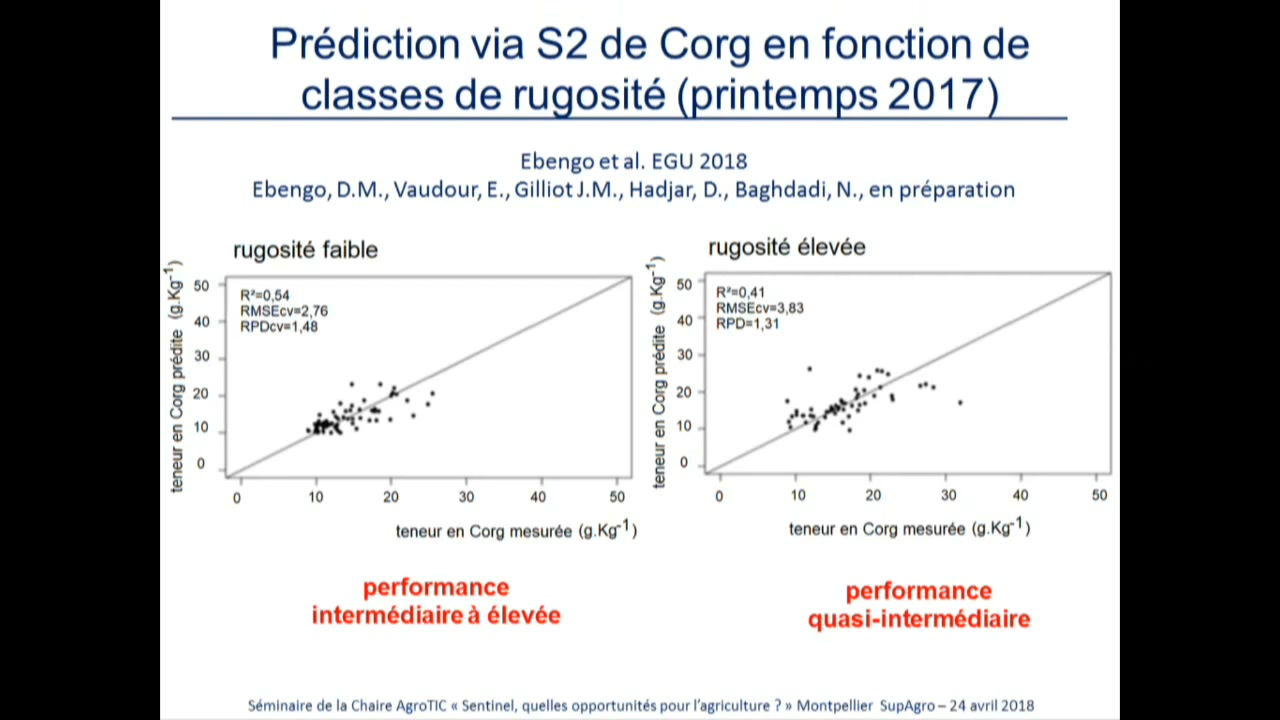 Prédiction via S2 de Corg en fonction de
classes de rugosité (printemps 2017)
Ebengo et al. EGU 2018
Ebengo, D.M., Vaudour, E., Gilliot J.M., Hadjar, D., Baghdadi, N., en préparation
rugosité faible
teneur en Corg prédite (g.Kg-1)
50
40
30
20
10
0
R²=0,54
RMSEcv=2,76
RPDcv=1,48
0 10 20 30 40 50
teneur en Corg mesurée (g.Kg-1)
performance
intermédiaire à élevée
rugosité élevée
teneur en Corg prédite (g.Kg-1)
50
40
30
20
10
0
R²=0,41
RMSEcv=3,83
RPD=1,31
0 10 20 30 40 50
teneur en Corg mesurée (g.Kg-1)
performance
quasi-intermédiaire
Séminaire de la Chaire AgroTIC « Sentinel, quelles opportunités pour l'agriculture ? » Montpellier SupAgro – 24 avril 2018